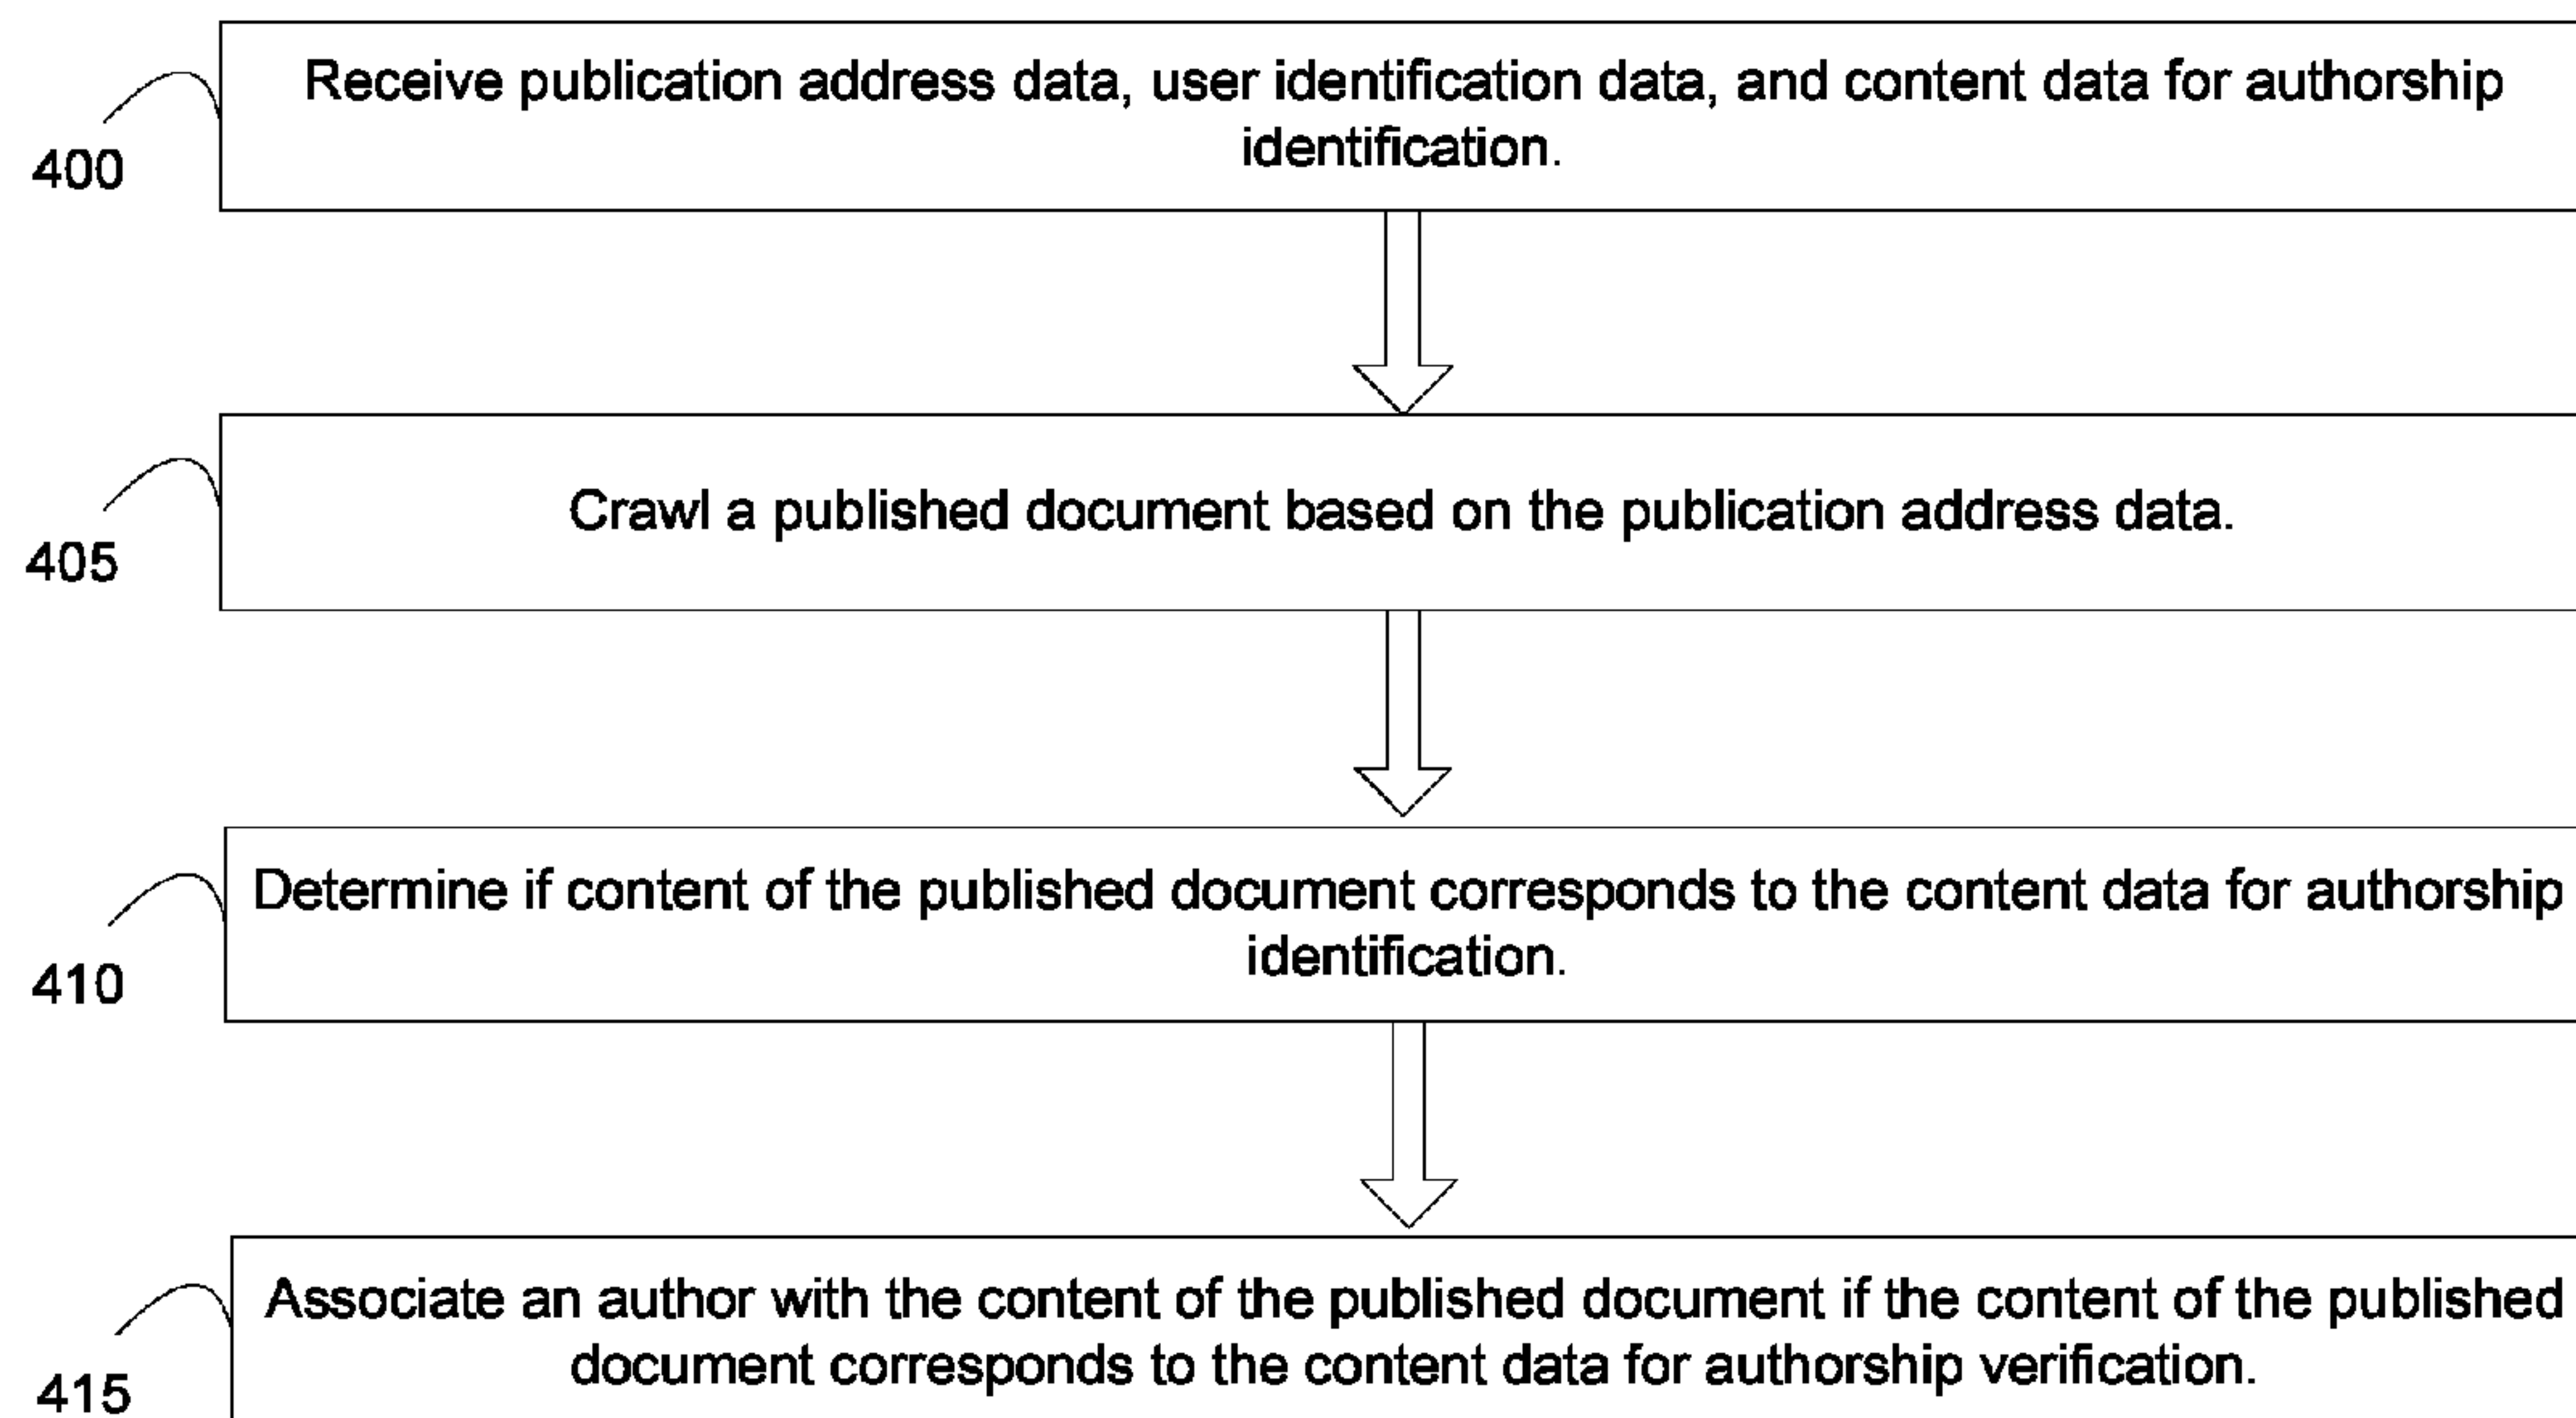 Receive publication address data, user identification data, and content data for authorship
identification.
400
Crawl a published document based on the publication address data.
405
Determine if content of the published document corresponds to the content data for authorship
identification.
410
Associate an author with the content of the published document if the content of the published
document corresponds to the content data for authorship verification.
415